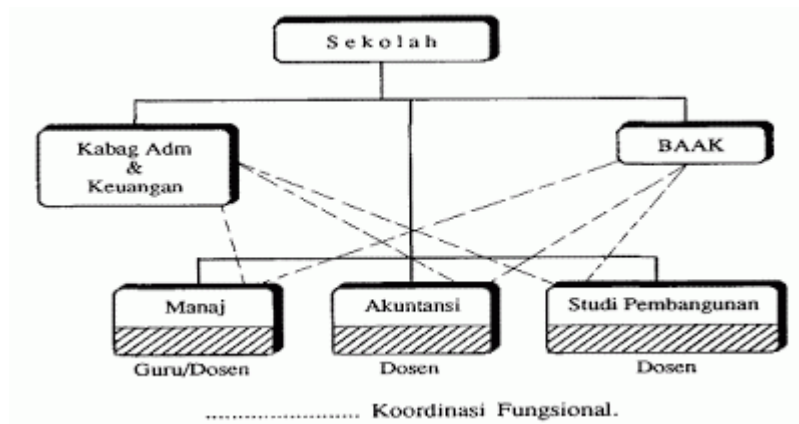 Sekolah
Kabag Adm
&
Keuangan
BAAK
Manaj
Akuntansi
Studi Pembangunan
Guru/Dosen
Dosen
Dosen
........................ Koordinasi Fungsional.